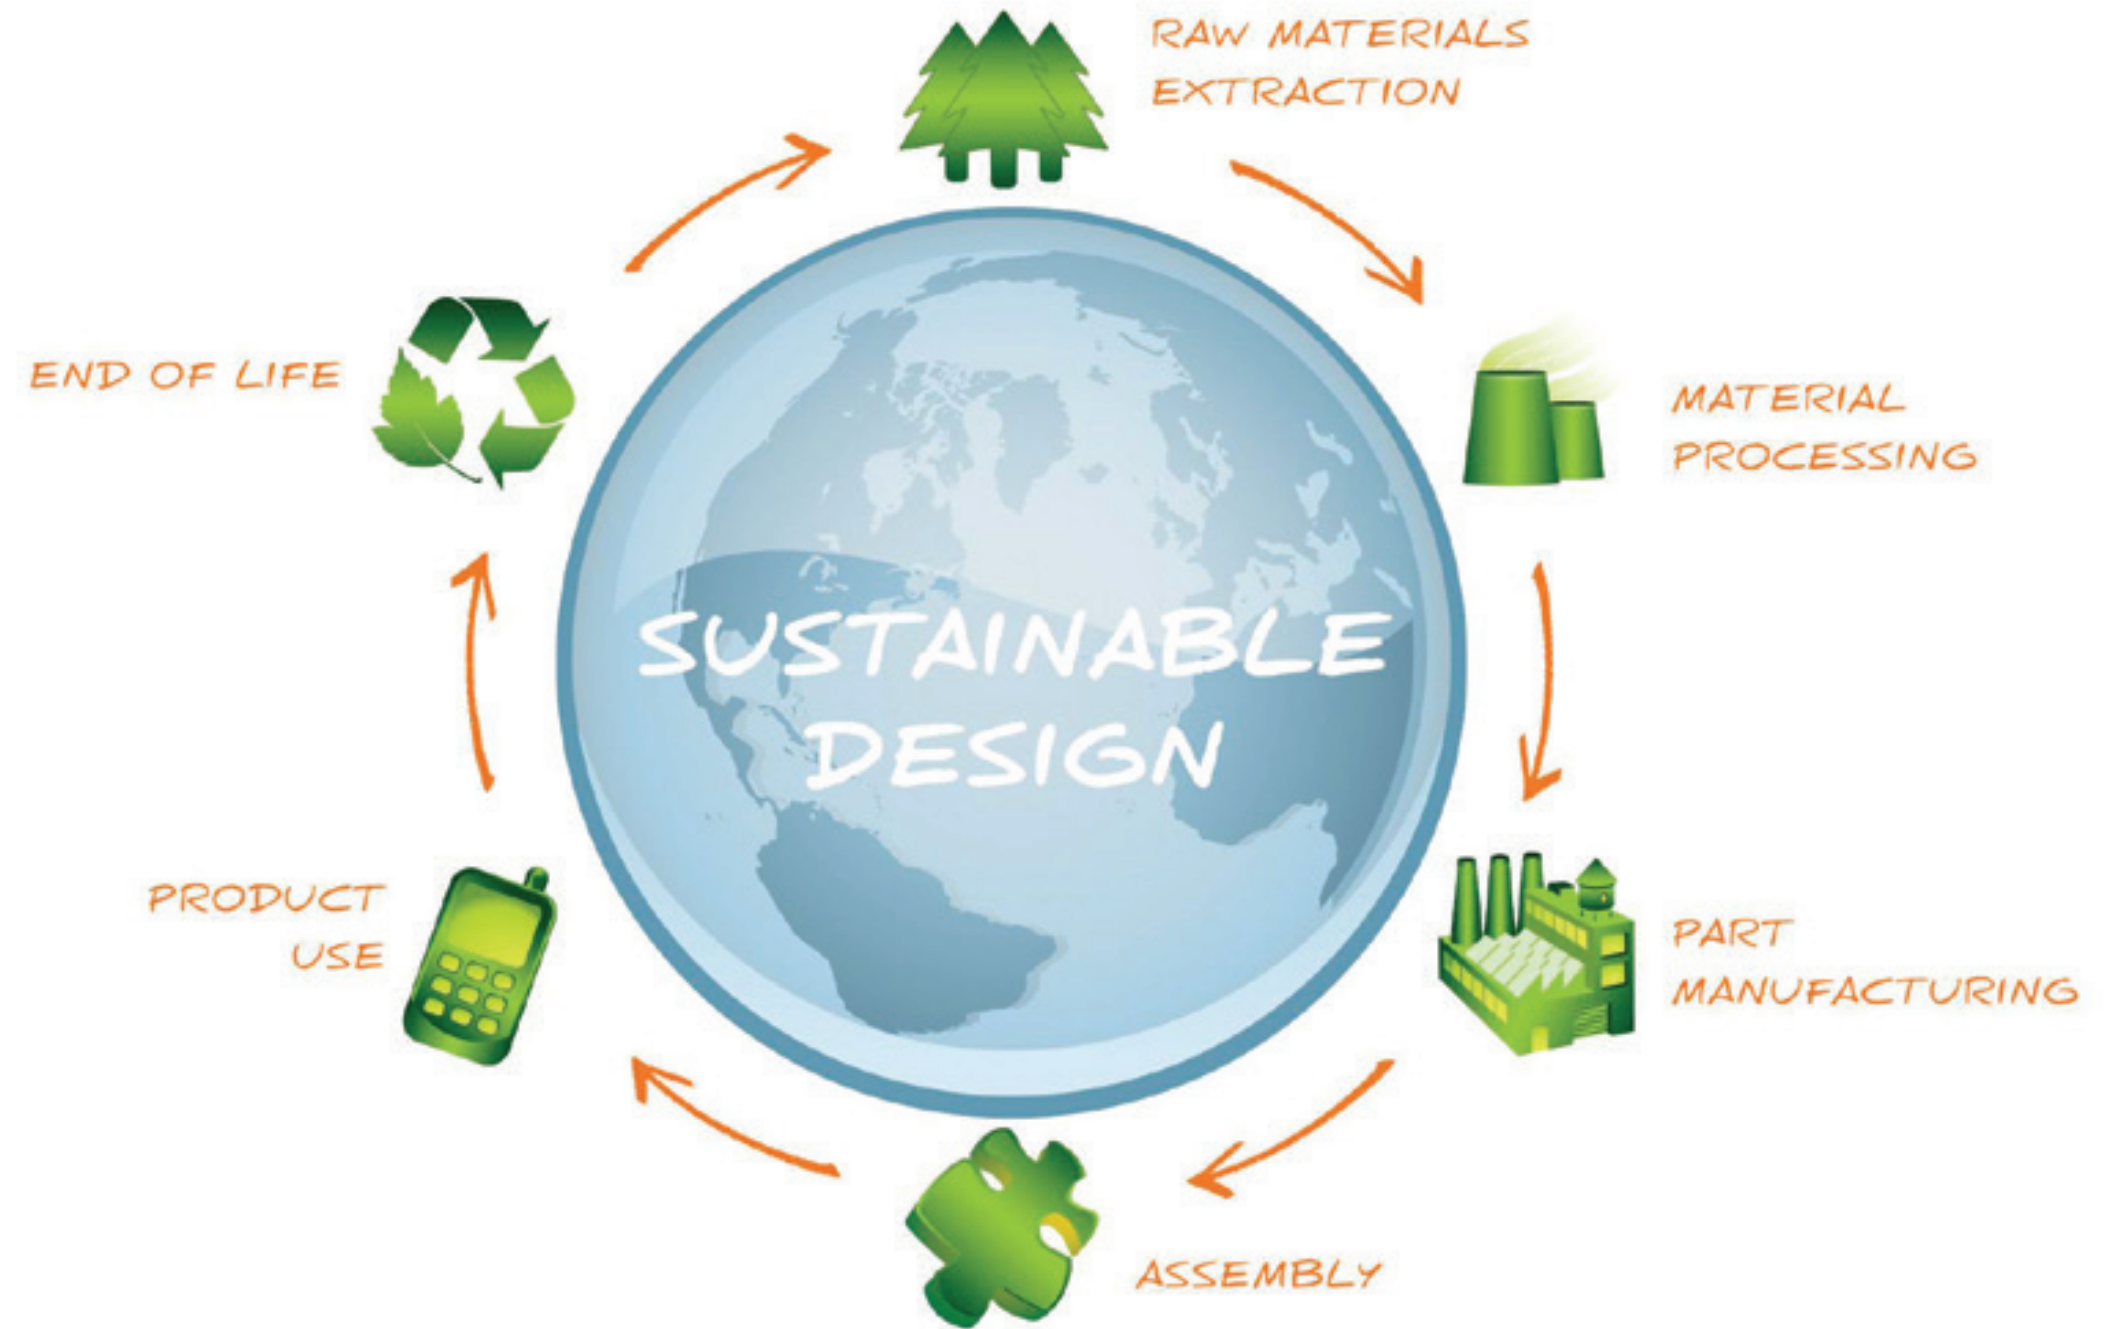 RAW MATERIALS
EXTRACTION
MATERIAL
PROCESSING
PART
MANUFACTURING
ASSEMBLY
PRODUCT
USE
END OF LIFE
SUSTAINABLE
DESIGN